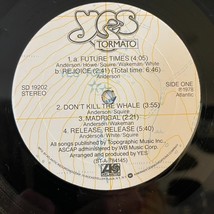 YES
TORMATO
1. a. FUTURE TIMES (4:05)
Anderson/Howe/Squire/Wakeman/White
b. REJOICE (2:41) (Total time: 6:46)
Anderson
SD 19202
STEREO
SIDE ONE
℗1978
Atlantic
2. DON'T KILL THE WHALE (3:55)
Anderson/Squire
3. MADRIGAL (2:21)
Anderson/Wakeman
4. RELEASE, RELEASE (5:40)
Anderson/White/Squire
All songs published by Topographic Music Inc.,
ASCAP administered by WB Music Corp.
Arranged and produced by YES.